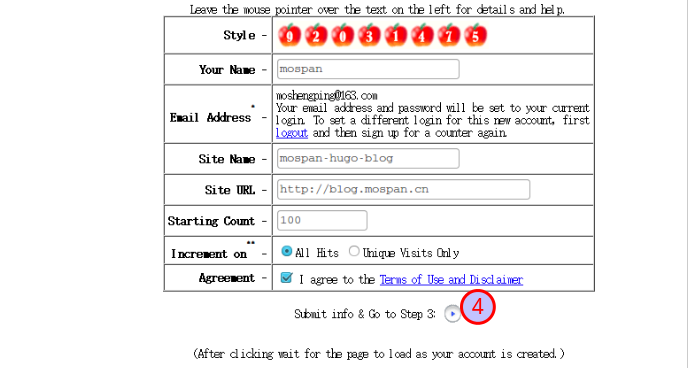 Leave the mouse pointer over the text on the left for details and help.
Style - 9 2 0 3 1 4 7 5
Your Name - mospan
moshengping@163.com
Email Address * - Your email address and password will be set to your current
login. To set a different login for this new account, first
logout and then sign up for a counter again.
Site Name - mospan-hugo-blog
Site URL - http://blog.mospan.cn
Starting Count - 100
Increment on ** - All Hits Unique Visits Only
Agreement - I agree to the Terms of Use and Disclaimer
Submit info & Go to Step 3: 4
(After clicking wait for the page to load as your account is created.)